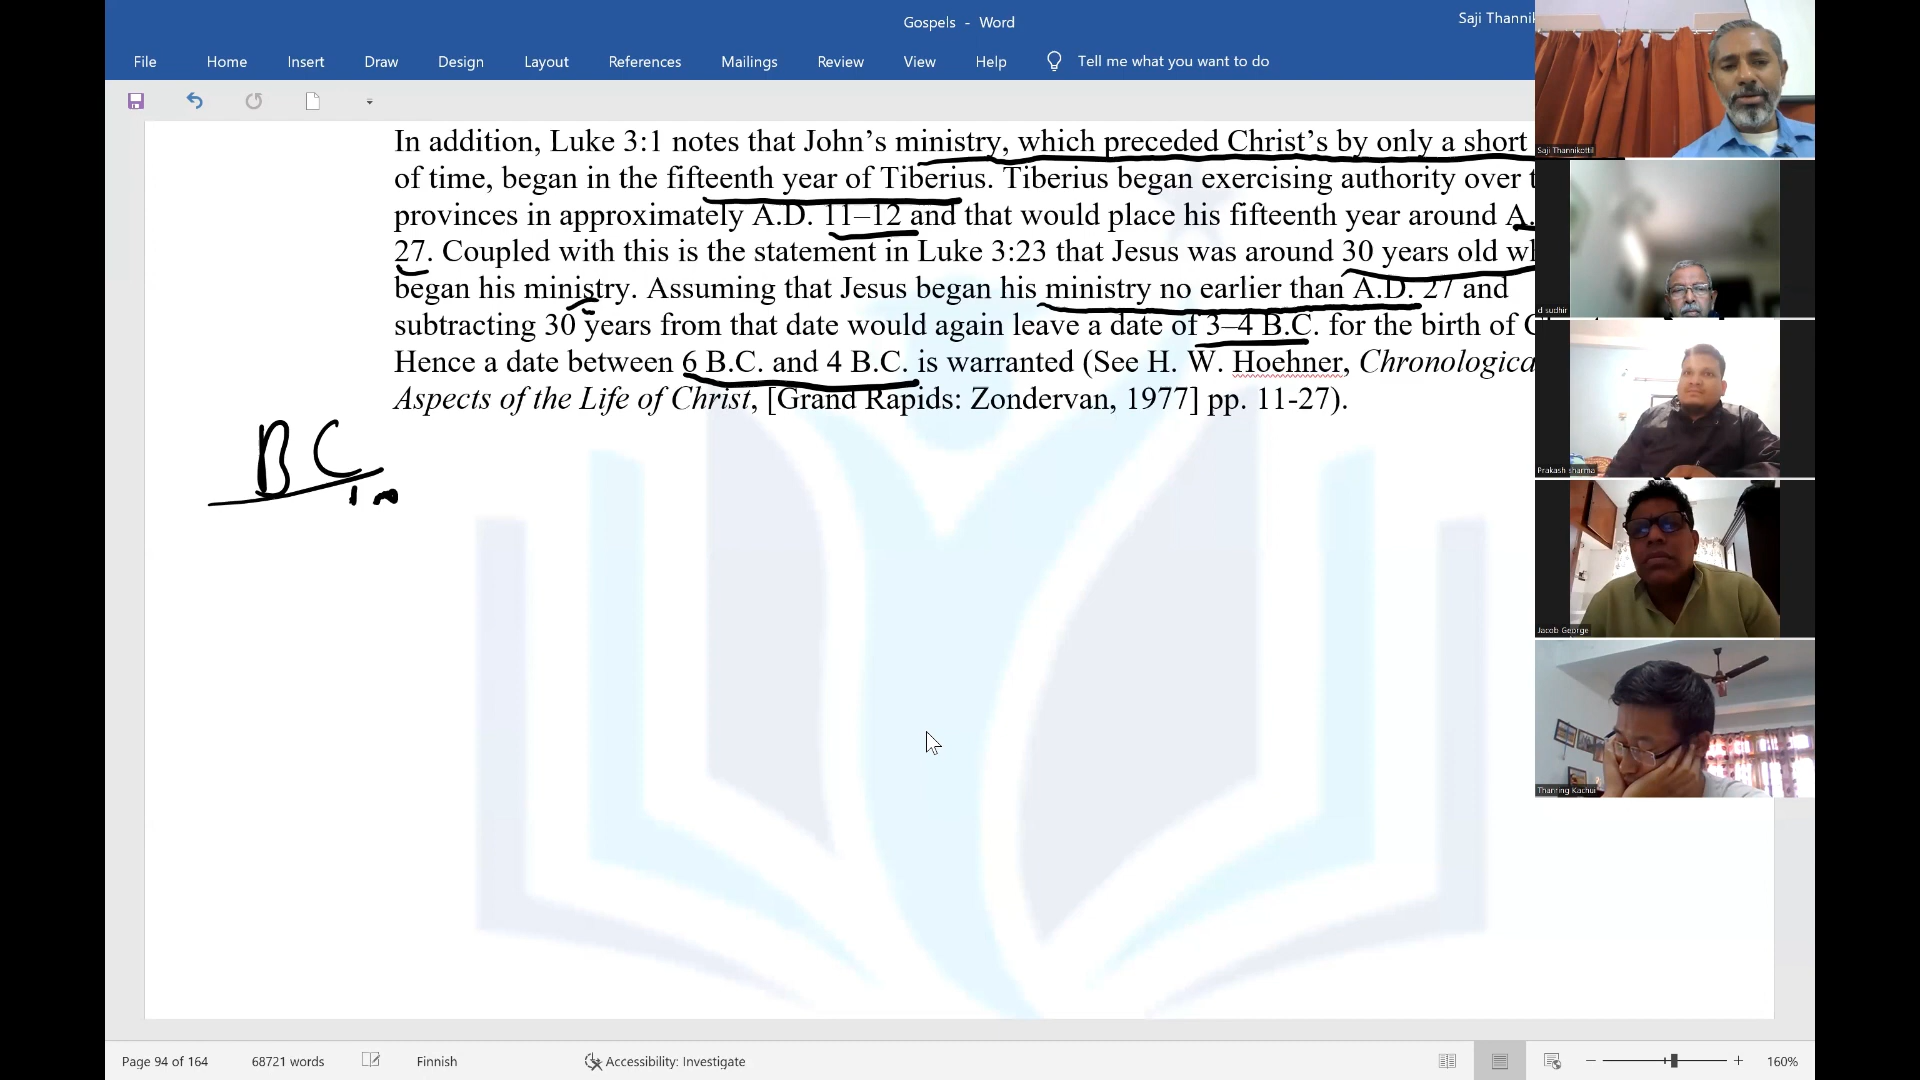 Gospels - Word
Saji Thannik
File Home Insert Draw Design Layout References Mailings Review View Help Tell me what you want to do
In addition, Luke 3:1 notes that John’s ministry, which preceded Christ’s by only a short
of time, began in the fifteenth year of Tiberius. Tiberius began exercising authority over t
provinces in approximately A.D. 11–12 and that would place his fifteenth year around A.
27. Coupled with this is the statement in Luke 3:23 that Jesus was around 30 years old wh
began his ministry. Assuming that Jesus began his ministry no earlier than A.D. 27 and
subtracting 30 years from that date would again leave a date of 3–4 B.C. for the birth of C
Hence a date between 6 B.C. and 4 B.C. is warranted (See H. W. Hoehner, Chronologica
Aspects of the Life of Christ, [Grand Rapids: Zondervan, 1977] pp. 11-27).
BC
Saji Thannikottil
d sudhir
Prakash sharma
Jacob George
Thanring Kachui
Page 94 of 164 68721 words Finnish Accessibility: Investigate 160%